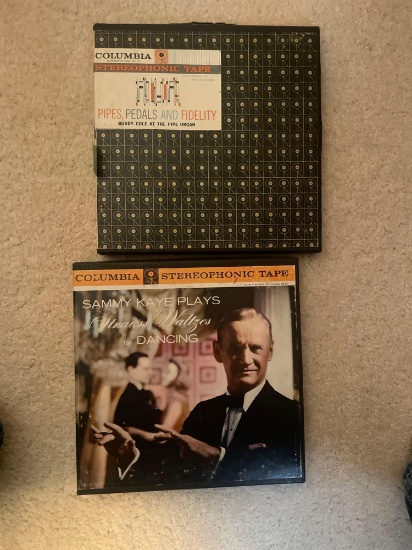 COLUMBIA
STEREOPHONIC TAPE
PIPES, PEDALS AND FIDELITY
BUDDY COLE AT THE PIPE ORGAN
COLUMBIA STEREOPHONIC TAPE
SAMMY KAYE PLAYS
Strauss Waltzes
for DANCING